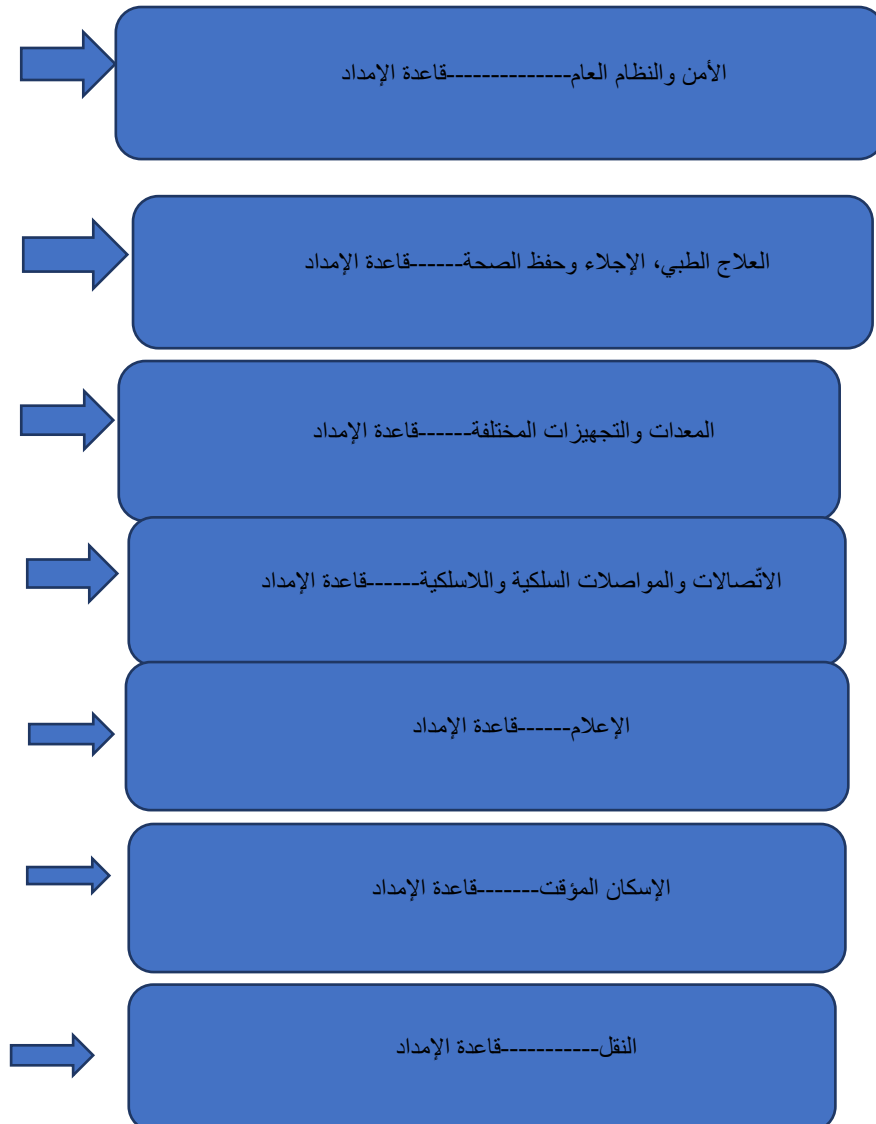 الأمن والنظام العام--------------قاعدة الإمداد
العلاج الطبي، الإجلاء وحفظ الصحة------قاعدة الإمداد
المعدات والتجهيزات المختلفة------قاعدة الإمداد
الاتّصالات والمواصلات السلكية واللاسلكية------قاعدة الإمداد
الإعلام------قاعدة الإمداد
الإسكان المؤقت-------قاعدة الإمداد
النقل-----------قاعدة الإمداد